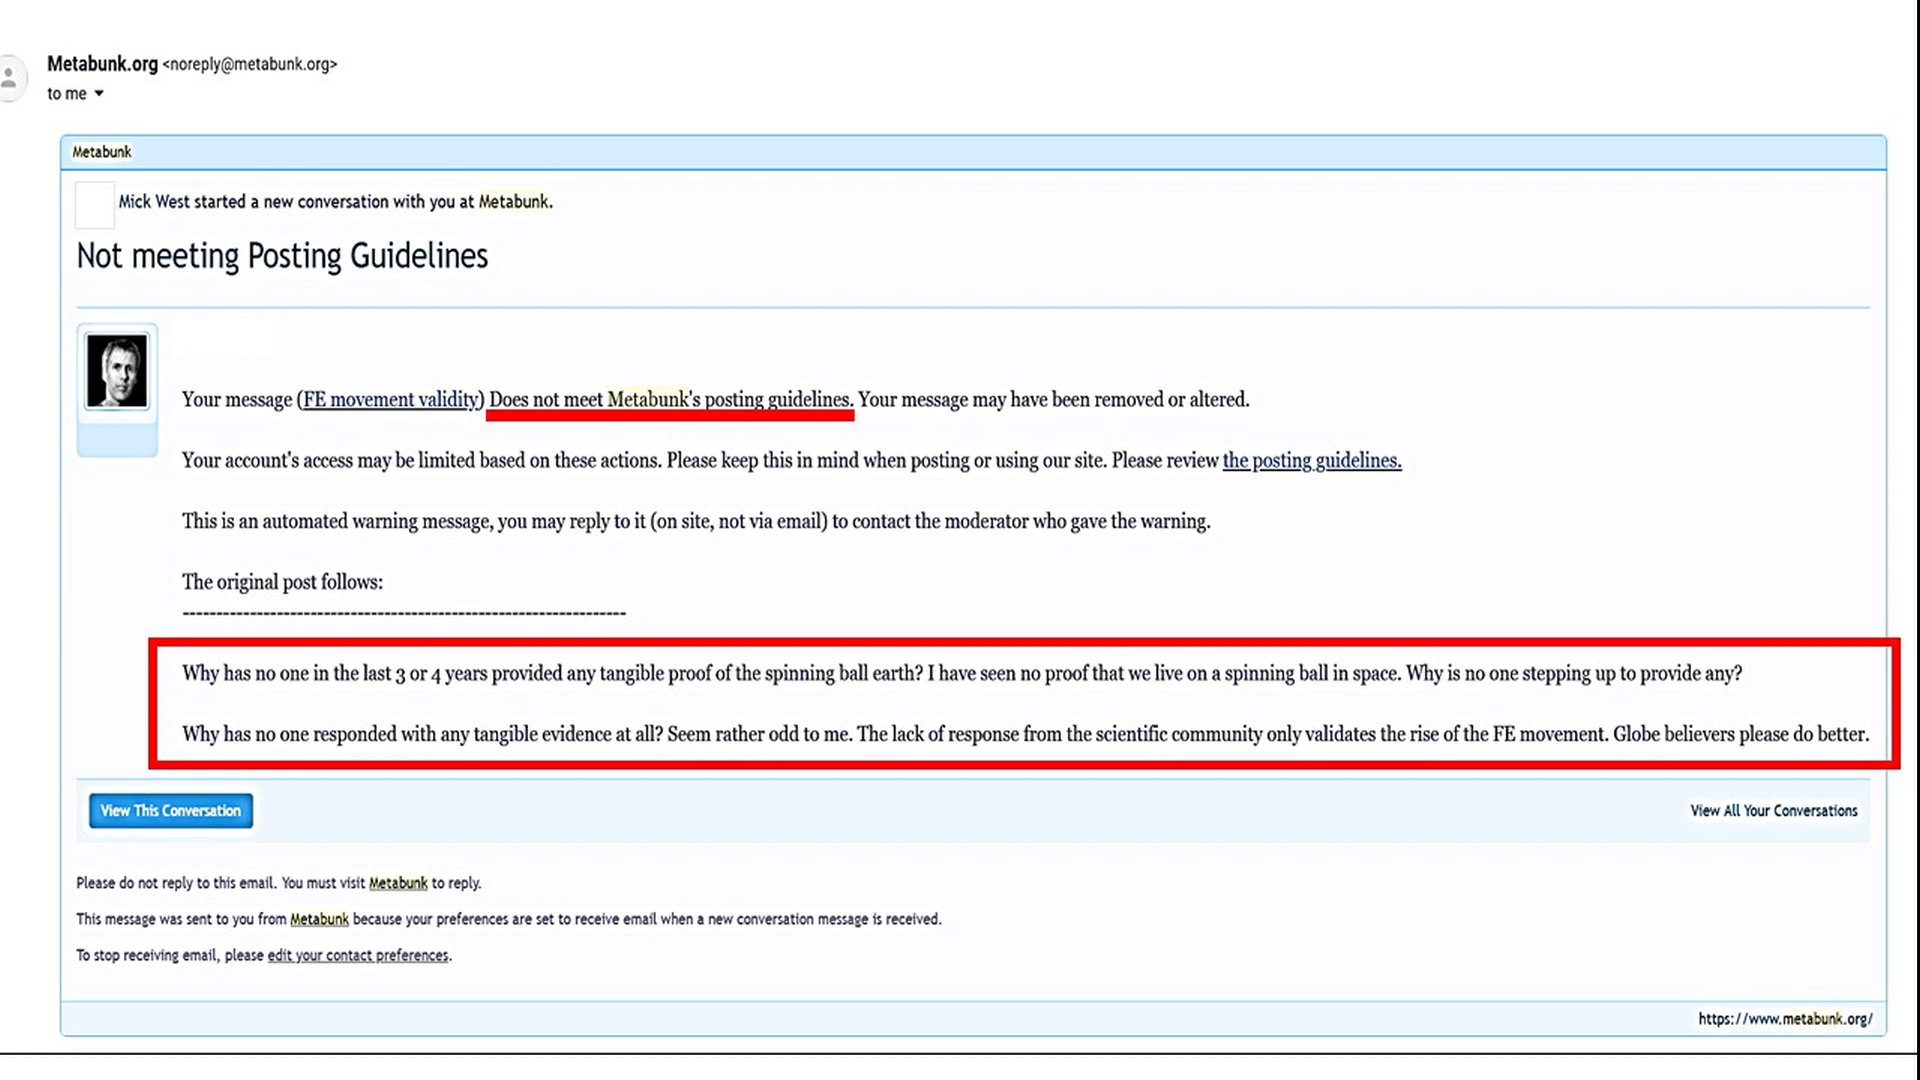 Metabunk.org <noreply@metabunk.org>
to me
Metabunk
Mick West started a new conversation with you at Metabunk.
Not meeting Posting Guidelines
Your message (FE movement validity) Does not meet Metabunk's posting guidelines. Your message may have been removed or altered.
Your account's access may be limited based on these actions. Please keep this in mind when posting or using our site. Please review the posting guidelines.
This is an automated warning message, you may reply to it (on site, not via email) to contact the moderator who gave the warning.
The original post follows:
------------------------------------------------------------------
Why has no one in the last 3 or 4 years provided any tangible proof of the spinning ball earth? I have seen no proof that we live on a spinning ball in space. Why is no one stepping up to provide any?
Why has no one responded with any tangible evidence at all? Seem rather odd to me. The lack of response from the scientific community only validates the rise of the FE movement. Globe believers please do better.
View This Conversation
View All Your Conversations
Please do not reply to this email. You must visit Metabunk to reply.
This message was sent to you from Metabunk because your preferences are set to receive email when a new conversation message is received.
To stop receiving email, please edit your contact preferences.
https://www.metabunk.org/